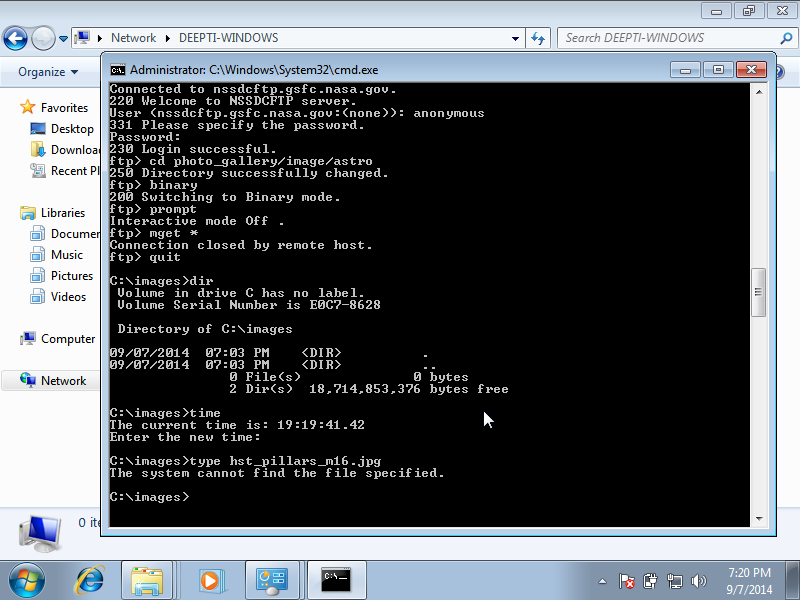 Network
DEEPTI-WINDOWS
Search DEEPTI-WINDOWS
Organize
Favorites
Desktop
Recent
Libraries
Music
Pictures
Videos
Computer
Network
0
Administrator: C:\Windows\System32\cmd.exe
Connected to nssdcftp.gsfc.nasa.gov.
220 Welcome to NSSDCFTP server.
User (nssdcftp.gsfc.nasa.gov:(none)): anonymous
331 Please specify the password.
Password:
230 Login successful.
ftp> cd photo_gallery/image/astro
250 Directory successfully changed.
ftp> binary
200 Switching to Binary mode.
ftp> prompt
Interactive mode Off .
ftp> mget *
Connection closed by remote host.
ftp> quit
C:\images>dir
Volume in drive C has no label.
Volume Serial Number is E0C7-8628
Directory of C:\images
09/07/2014 07:03 PM <DIR> .
09/07/2014 07:03 PM <DIR> ..
0 File(s) 0 bytes
2 Dir(s) 18,714,853,376 bytes free
C:\images>time
The current time is: 19:19:41.42
Enter the new time:
C:\images>type hst_pillars_m16.jpg
The system cannot find the file specified.
C:\images>
7:20 PM
9/7/2014